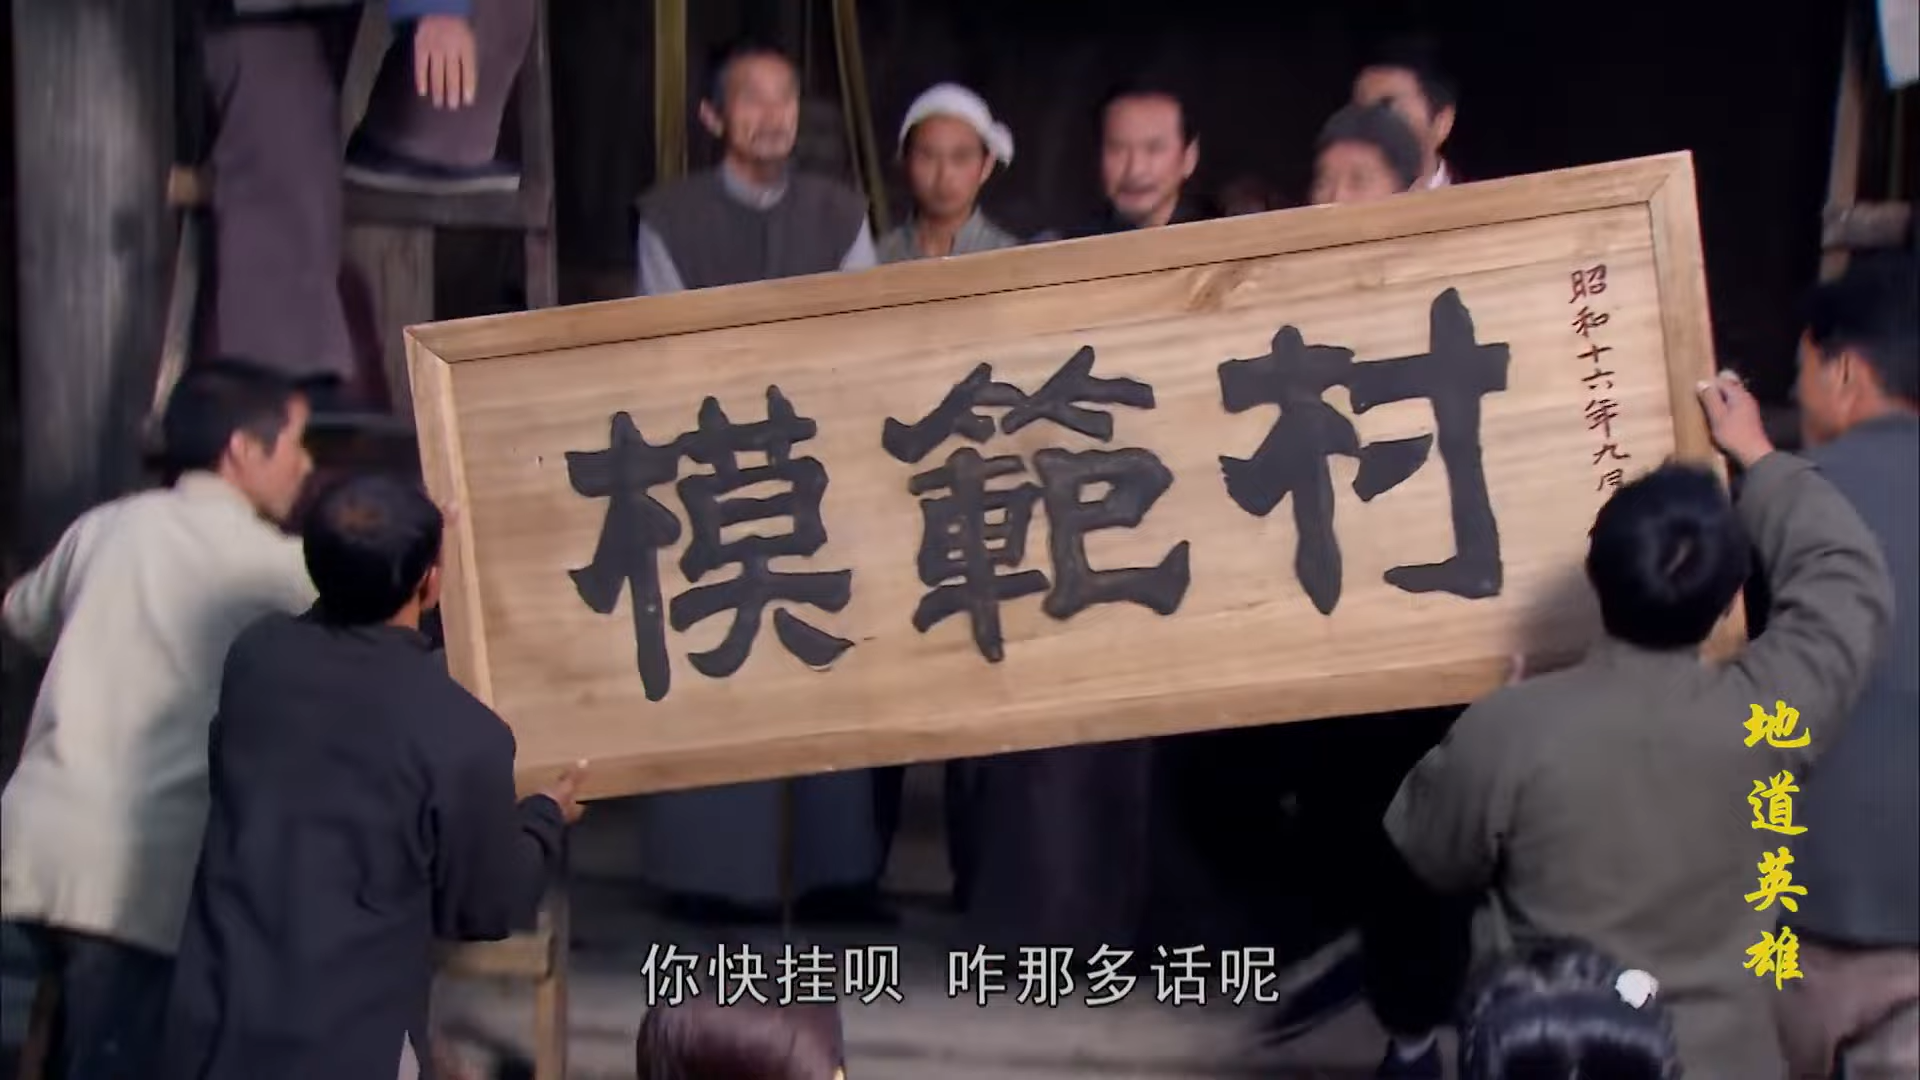 模範村
昭和十六年九月
地道英雄
你快挂呗 咋那多话呢